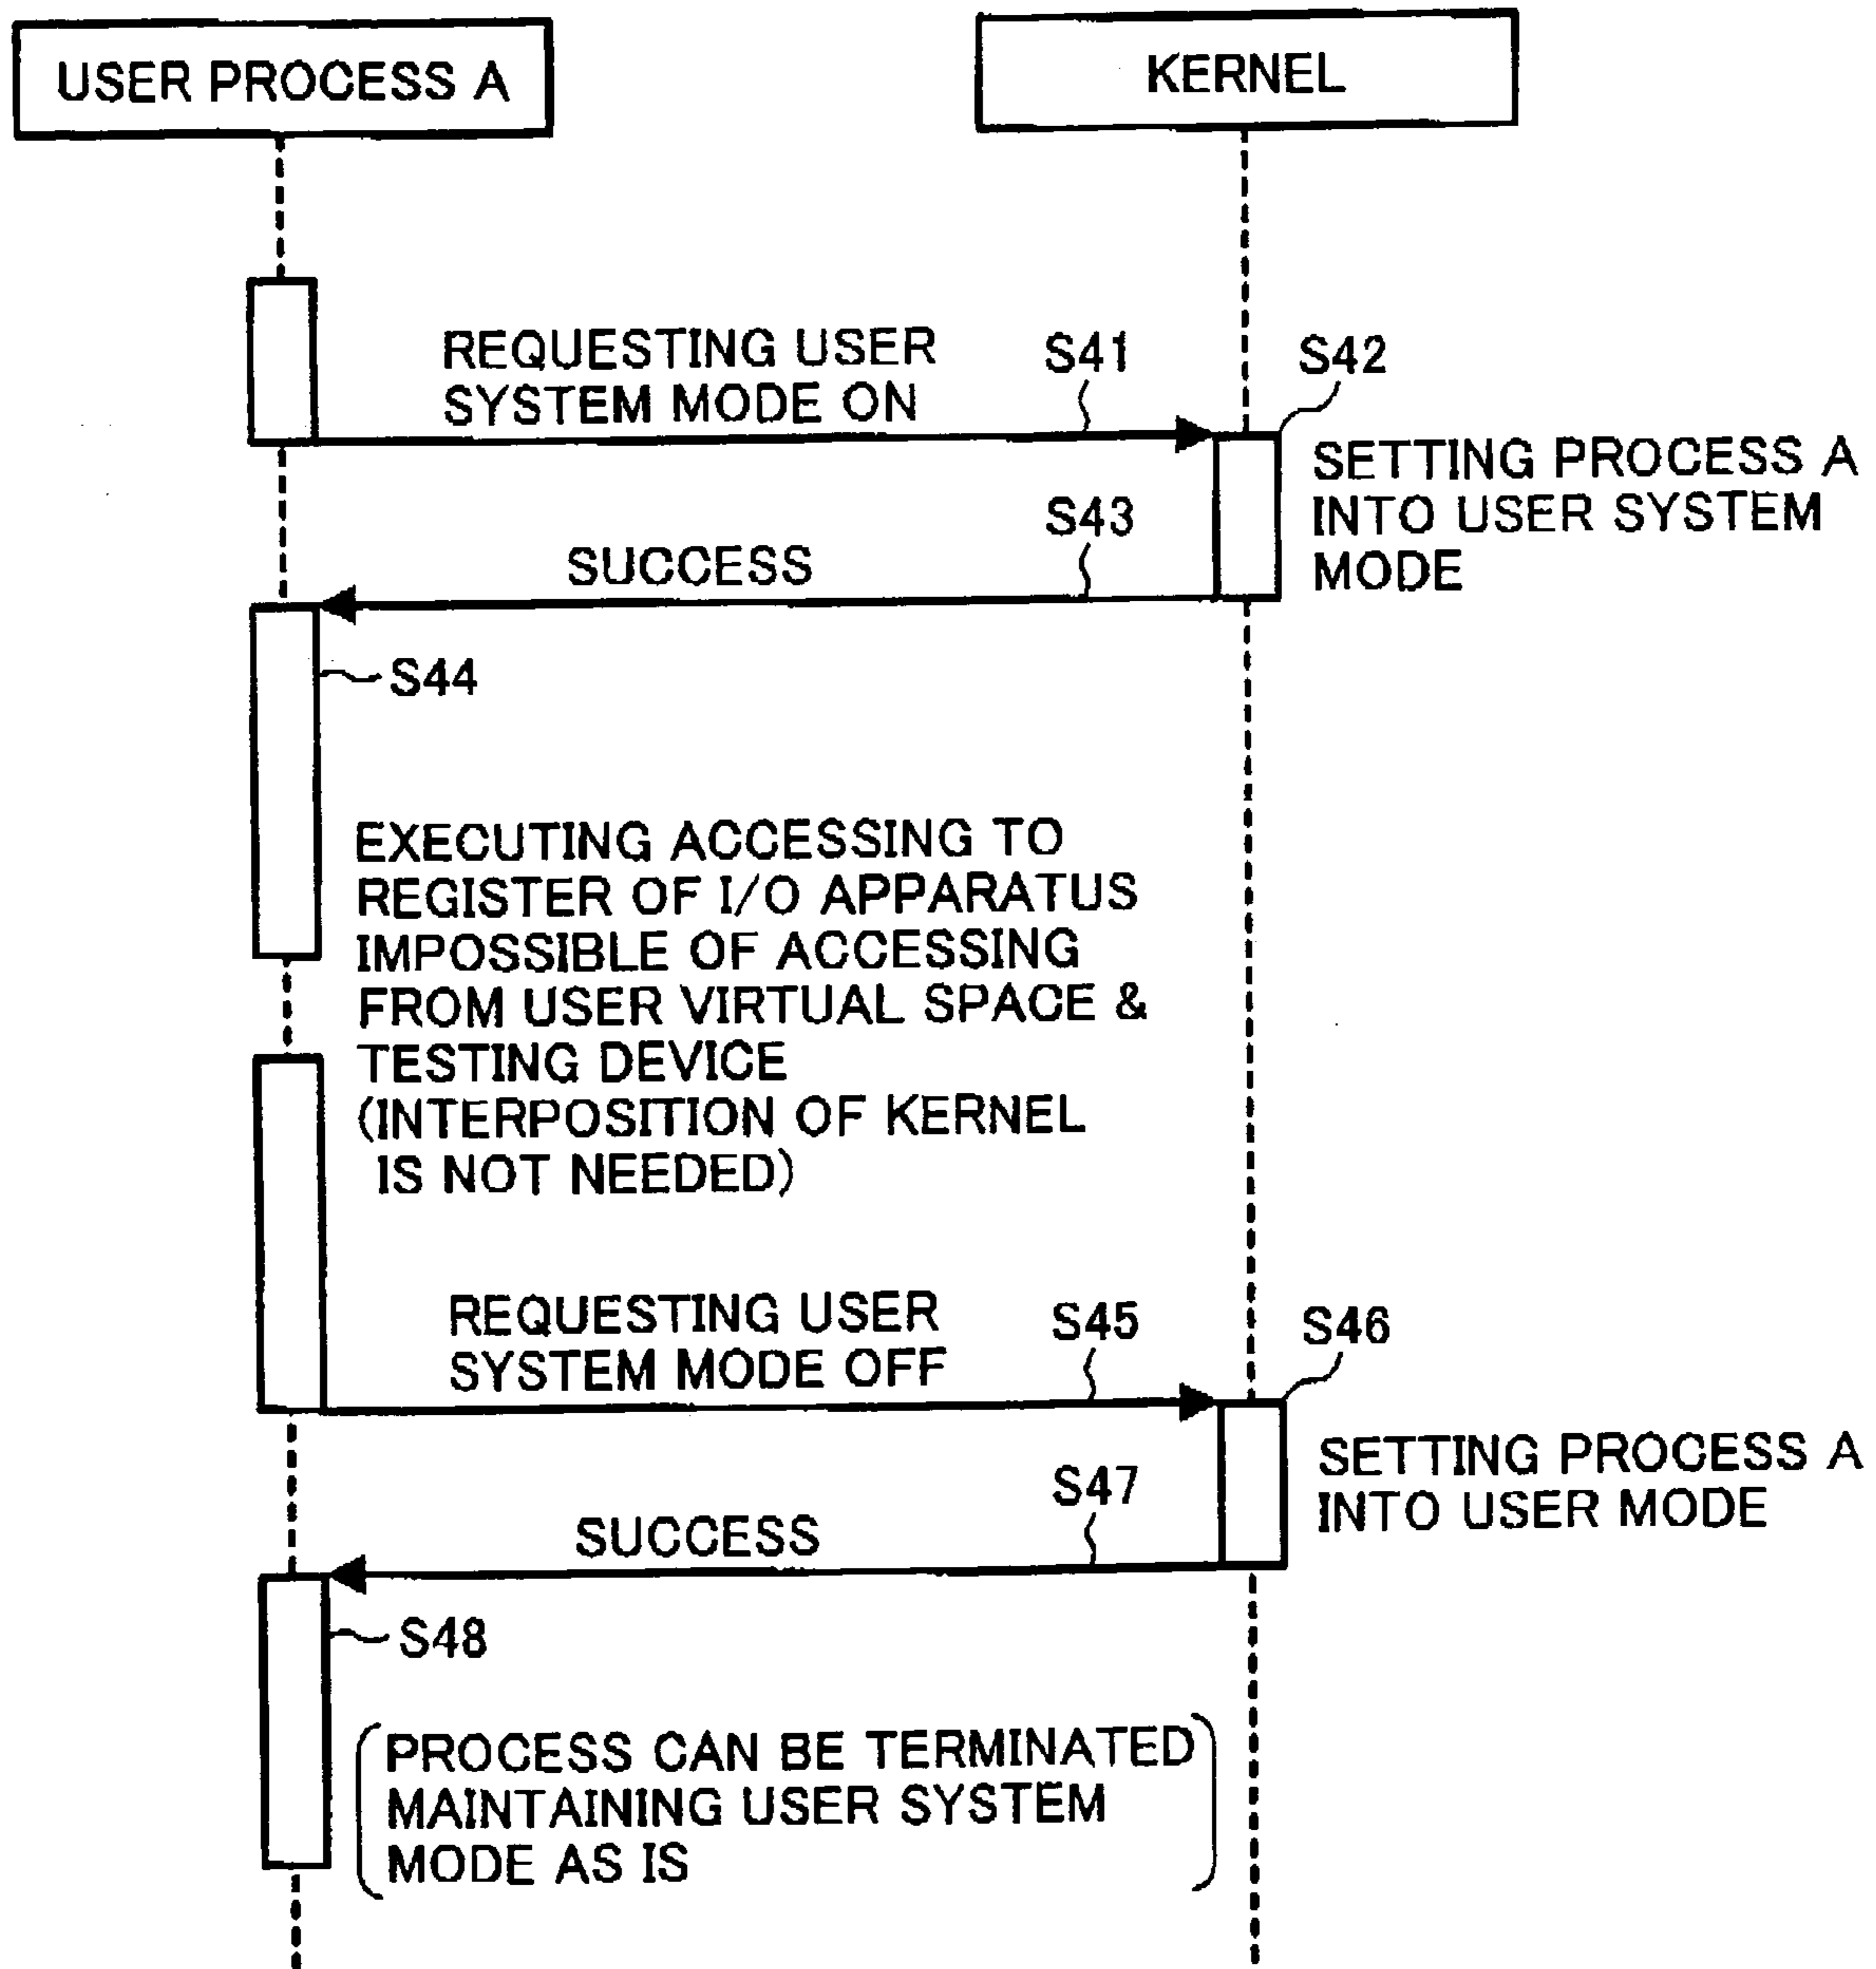 USER PROCESS A
KERNEL
REQUESTING USER
SYSTEM MODE ON
S41
S42
SETTING PROCESS A
INTO USER SYSTEM
MODE
S43
SUCCESS
S44
EXECUTING ACCESSING TO
REGISTER OF I/O APPARATUS
IMPOSSIBLE OF ACCESSING
FROM USER VIRTUAL SPACE &
TESTING DEVICE
(INTERPOSITION OF KERNEL
IS NOT NEEDED)
REQUESTING USER
SYSTEM MODE OFF
S45
S46
SETTING PROCESS A
INTO USER MODE
S47
SUCCESS
S48
(PROCESS CAN BE TERMINATED
MAINTAINING USER SYSTEM
MODE AS IS)